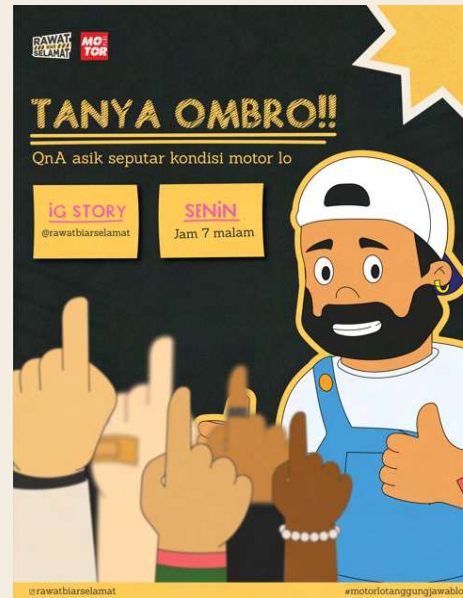 RAWAT
BIAR
SELAMAT
MO
TOR
TANYA OMBRO!!
QnA asik seputar kondisi motor lo
iG STORY
@rawatbiarselamat
SENiN
Jam 7 malam
@rawatbiarselamat
#motorlotanggungjawablo